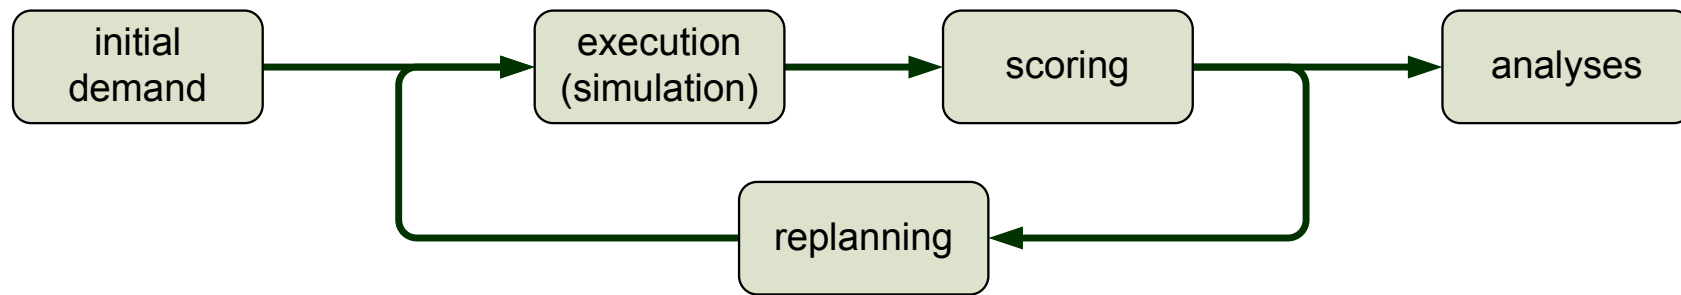 initial
demand
execution
(simulation)
scoring
analyses
replanning